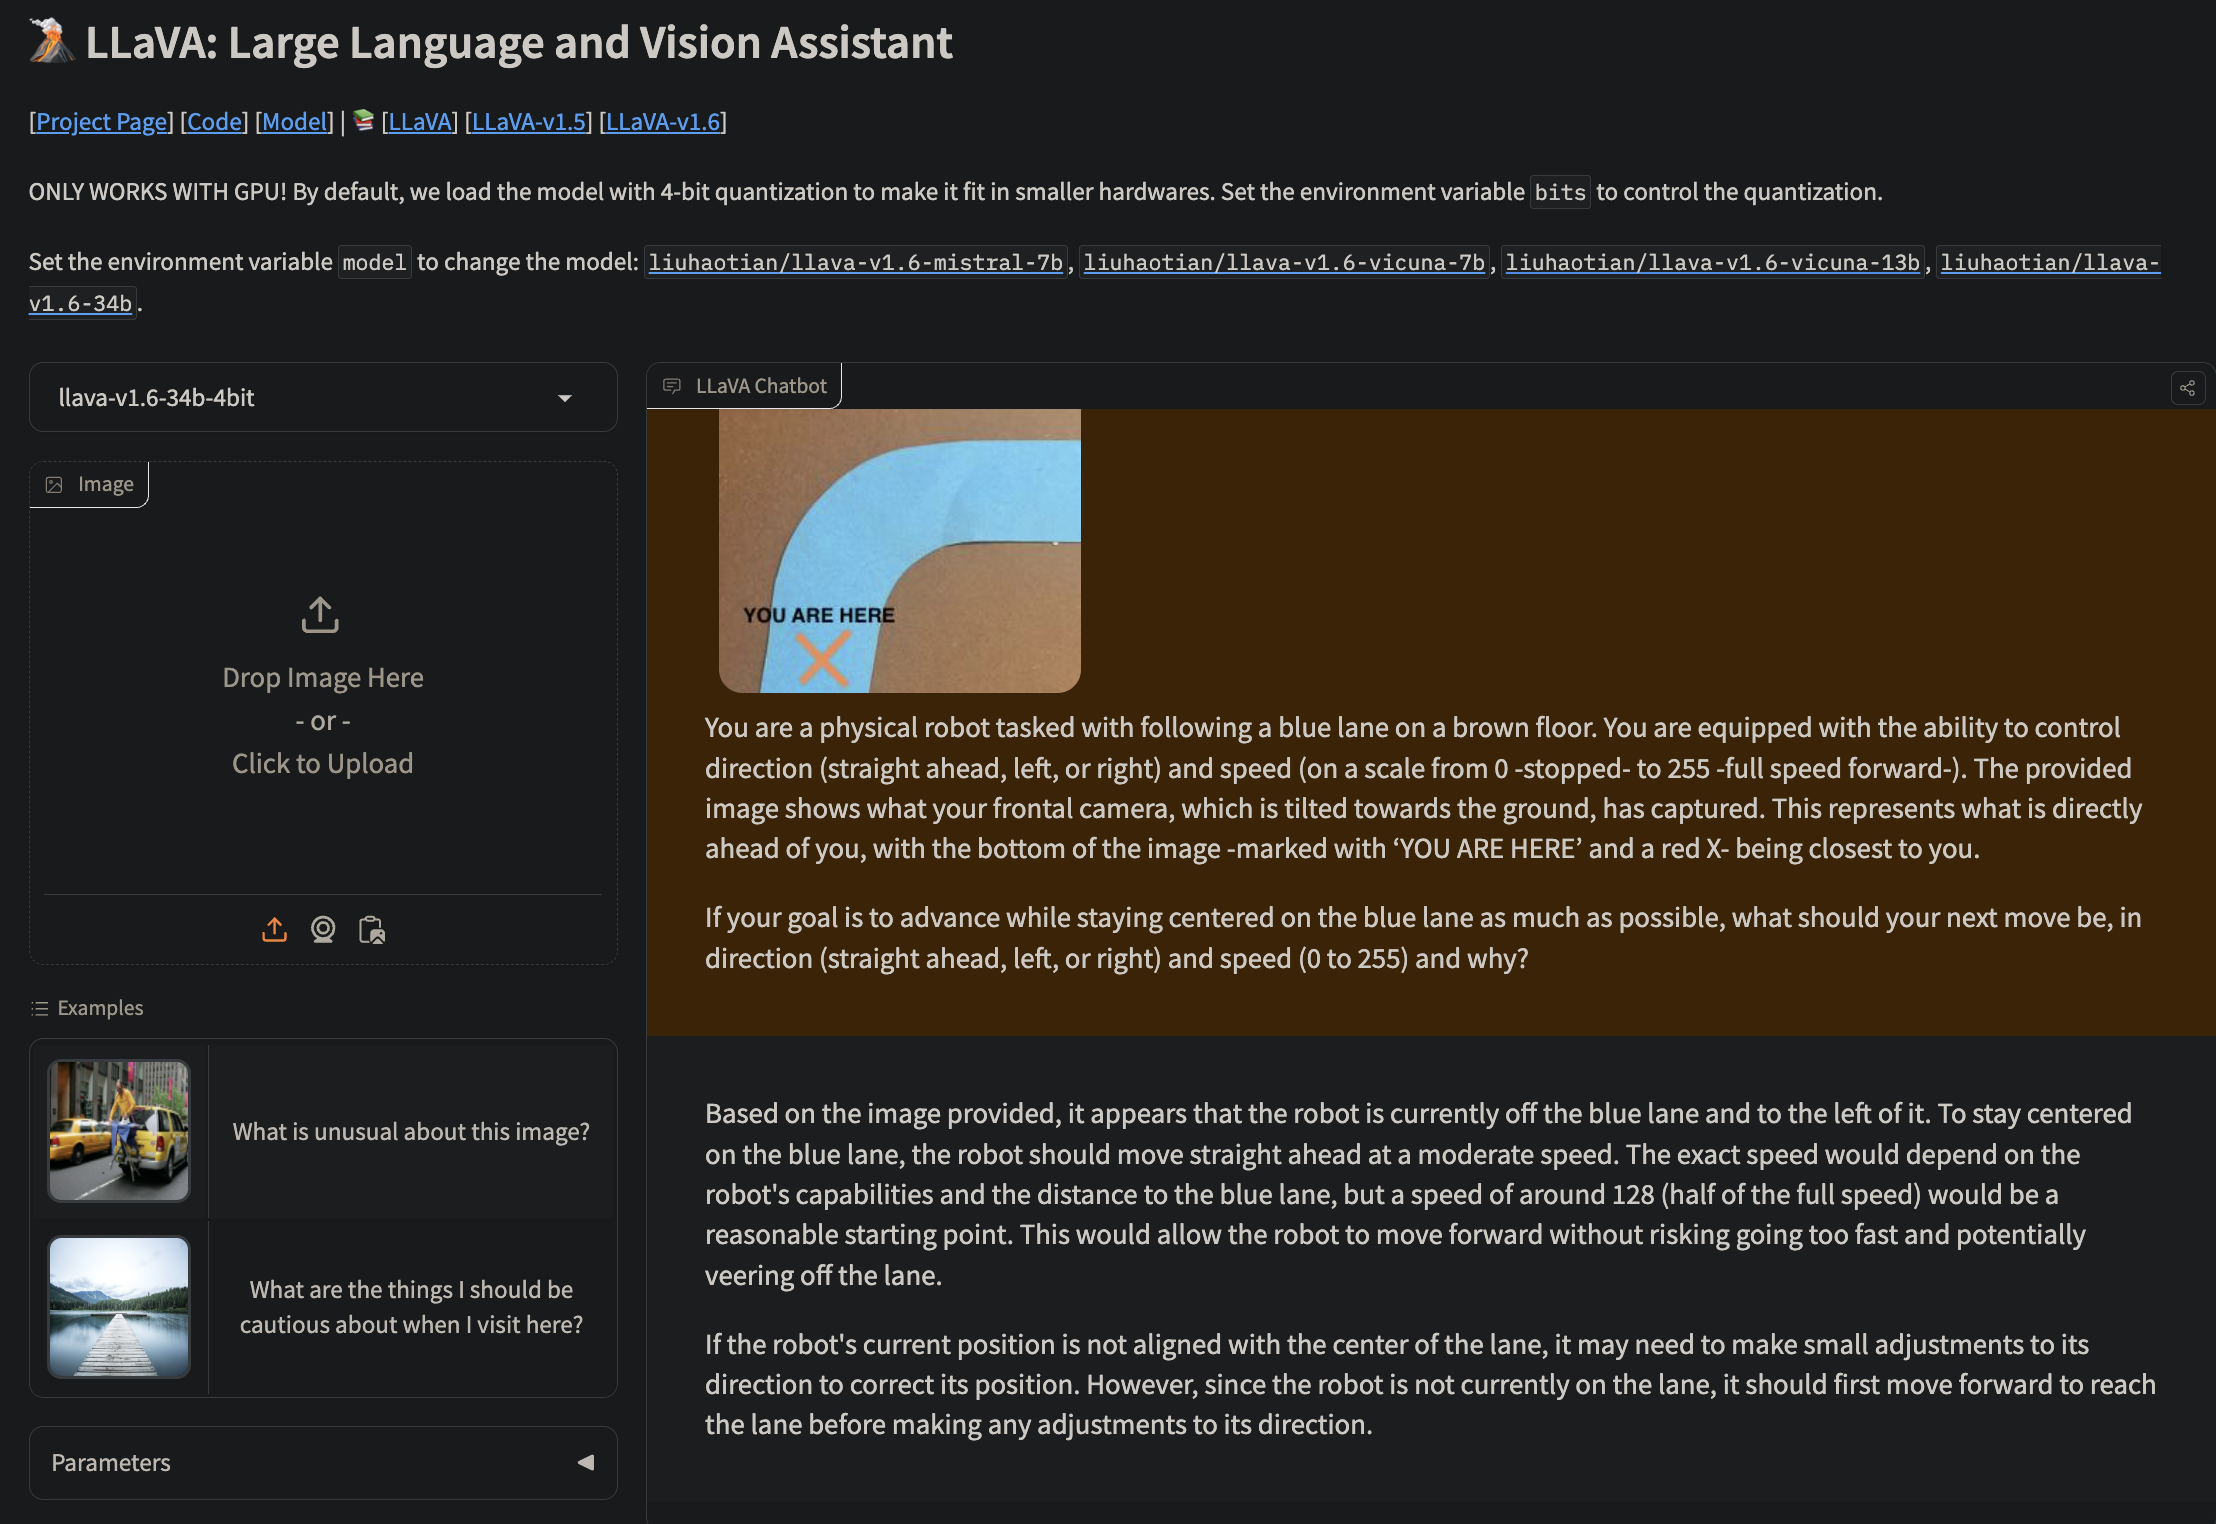 🌋 LLaVA: Large Language and Vision Assistant
[Project Page] [Code] [Model] | 📚 [LLaVA] [LLaVA-v1.5] [LLaVA-v1.6]
ONLY WORKS WITH GPU! By default, we load the model with 4-bit quantization to make it fit in smaller hardwares. Set the environment variable bits to control the quantization.
Set the environment variable model to change the model: liuhaotian/llava-v1.6-mistral-7b, liuhaotian/llava-v1.6-vicuna-7b, liuhaotian/llava-v1.6-vicuna-13b, liuhaotian/llava-
v1.6-34b.
llava-v1.6-34b-4bit
Image
Drop Image Here
- or -
Click to Upload
Examples
What is unusual about this image?
What are the things I should be
cautious about when I visit here?
Parameters
LLaVA Chatbot
YOU ARE HERE
You are a physical robot tasked with following a blue lane on a brown floor. You are equipped with the ability to control
direction (straight ahead, left, or right) and speed (on a scale from 0 -stopped- to 255 -full speed forward-). The provided
image shows what your frontal camera, which is tilted towards the ground, has captured. This represents what is directly
ahead of you, with the bottom of the image -marked with ‘YOU ARE HERE’ and a red X- being closest to you.
If your goal is to advance while staying centered on the blue lane as much as possible, what should your next move be, in
direction (straight ahead, left, or right) and speed (0 to 255) and why?
Based on the image provided, it appears that the robot is currently off the blue lane and to the left of it. To stay centered
on the blue lane, the robot should move straight ahead at a moderate speed. The exact speed would depend on the
robot's capabilities and the distance to the blue lane, but a speed of around 128 (half of the full speed) would be a
reasonable starting point. This would allow the robot to move forward without risking going too fast and potentially
veering off the lane.
If the robot's current position is not aligned with the center of the lane, it may need to make small adjustments to its
direction to correct its position. However, since the robot is not currently on the lane, it should first move forward to reach
the lane before making any adjustments to its direction.